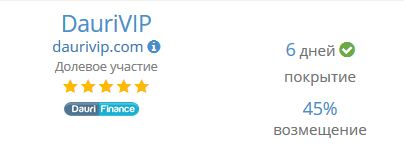 DauriVIP
daurivip.com
Долевое участие
Dauri Finance
6 дней
покрытие
45%
возмещение